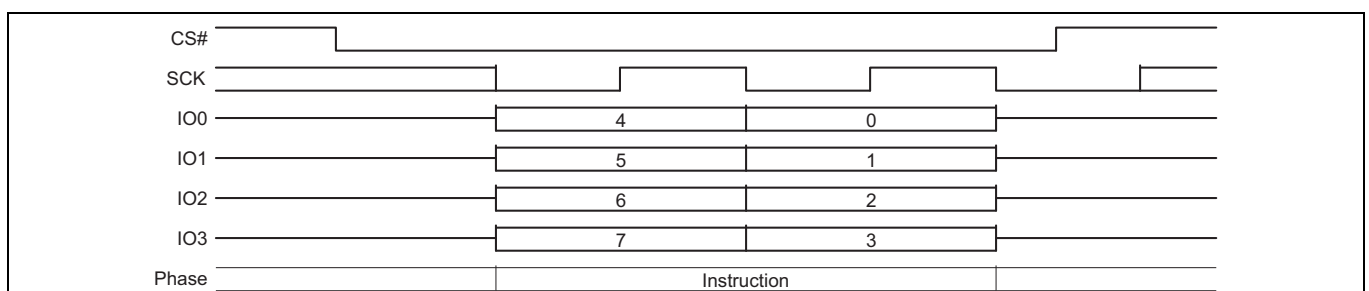 CS#
SCK
IO0 4 0
IO1 5 1
IO2 6 2
IO3 7 3
Phase Instruction